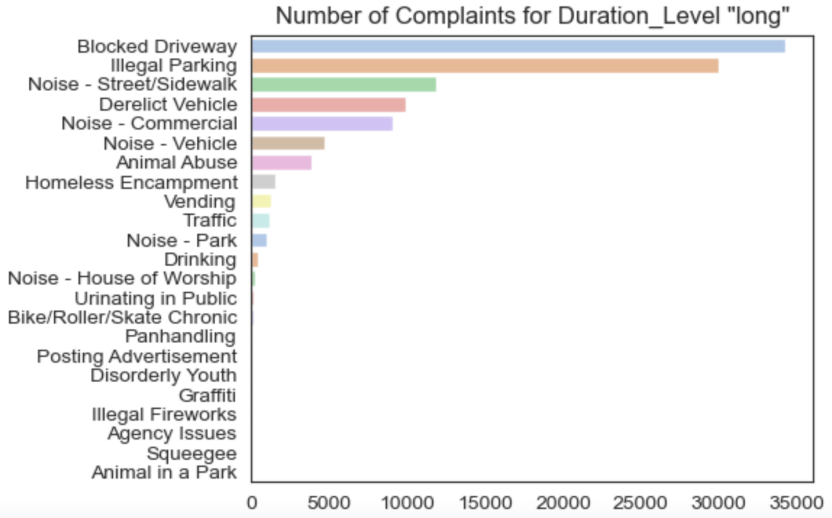 Number of Complaints for Duration_Level "long"
Blocked Driveway
Illegal Parking
Noise - Street/Sidewalk
Derelict Vehicle
Noise - Commercial
Noise - Vehicle
Animal Abuse
Homeless Encampment
Vending
Traffic
Noise - Park
Drinking
Noise - House of Worship
Urinating in Public
Bike/Roller/Skate Chronic
Panhandling
Posting Advertisement
Disorderly Youth
Graffiti
Illegal Fireworks
Agency Issues
Squeegee
Animal in a Park
0 5000 10000 15000 20000 25000 30000 35000